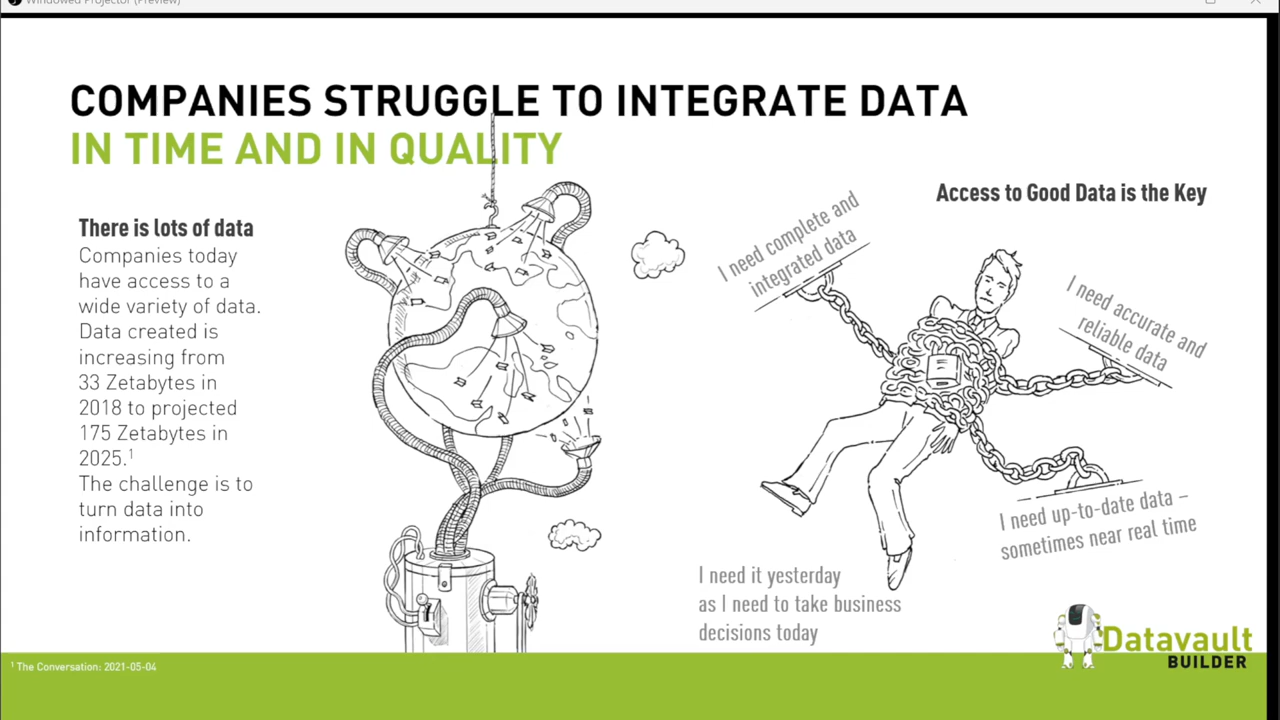 Windowed Projector (Preview)
COMPANIES STRUGGLE TO INTEGRATE DATA
IN TIME AND IN QUALITY
There is lots of data
Companies today
have access to a
wide variety of data.
Data created is
increasing from
33 Zetabytes in
2018 to projected
175 Zetabytes in
2025.¹
The challenge is to
turn data into
information.
Access to Good Data is the Key
I need complete and
integrated data
I need accurate and
reliable data
I need up-to-date data –
sometimes near real time
I need it yesterday
as I need to take business
decisions today
Datavault
BUILDER
¹ The Conversation: 2021-05-04